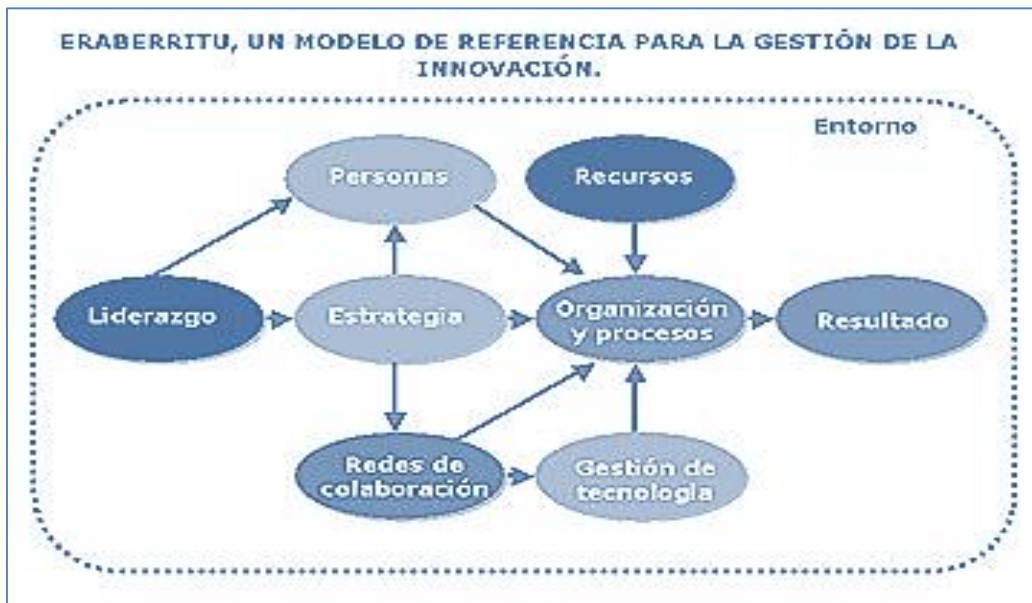 ERABERRITU, UN MODELO DE REFERENCIA PARA LA GESTIÓN DE LA
INNOVACIÓN.
Entorno
Personas
Recursos
Liderazgo
Estrategia
Organización
y procesos
Resultado
Redes de
colaboración
Gestión de
tecnología